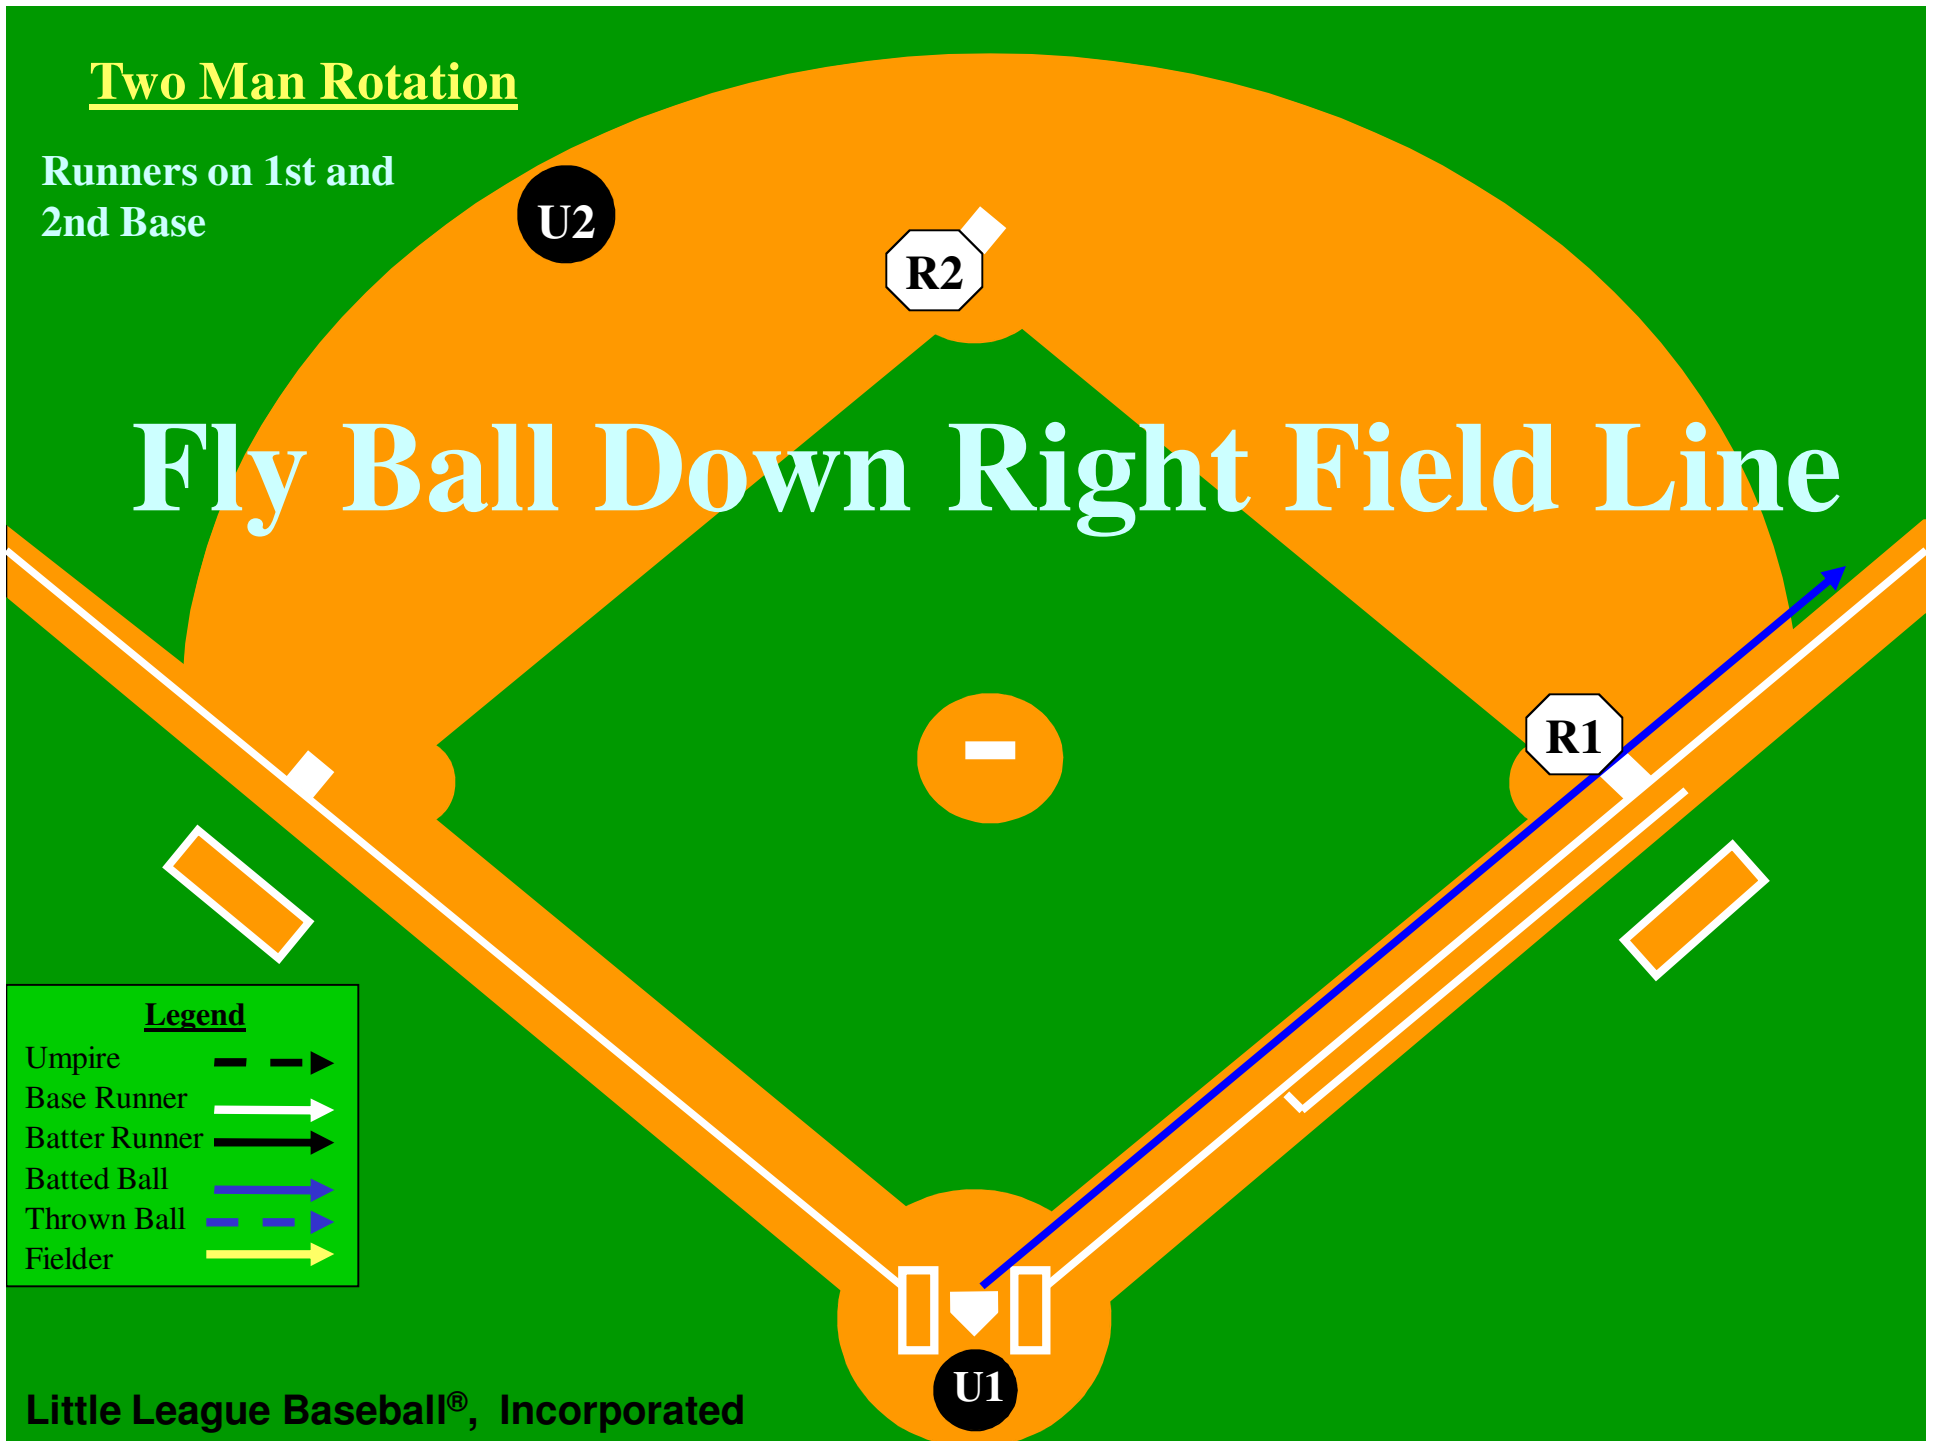 Two Man Rotation
Runners on 1st and
2nd Base
U2
R2
Fly Ball Down Right Field Line
R1
Legend
Umpire
Base Runner
Batter Runner
Batted Ball
Thrown Ball
Fielder
U1
Little League Baseball®, Incorporated